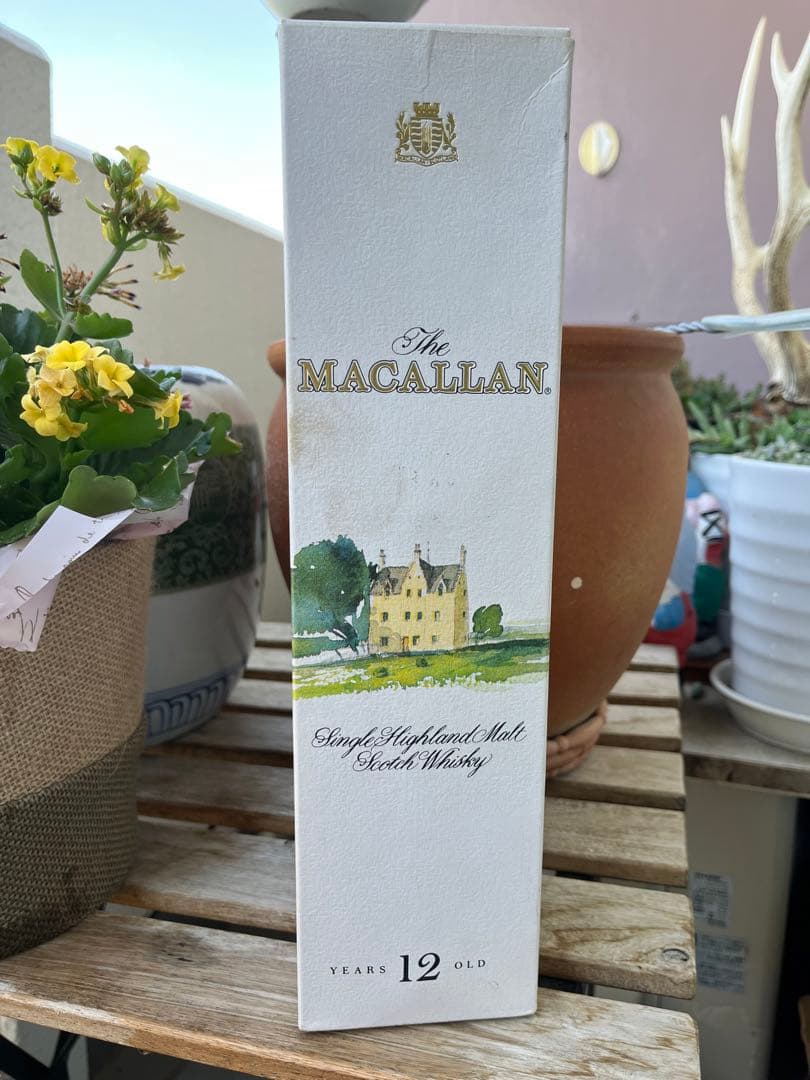 The
MACALLAN®
Single Highland Malt
Scotch Whisky
YEARS 12 OLD